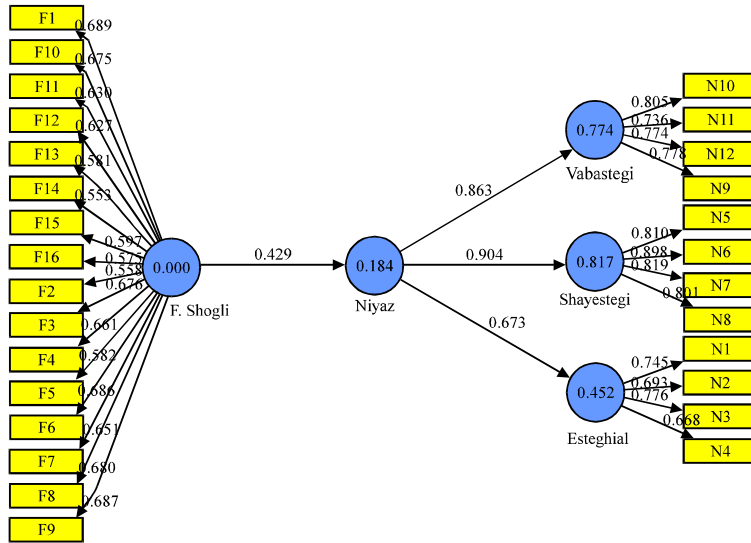 F1
0.689
F10
0.675
F11
0.630
F12
0.627
F13
0.581
F14
0.553
F15
0.597
F16
0.575
F2
0.558
F3
0.676
F4
0.661
F5
0.582
F6
0.686
F7
0.651
F8
0.680
F9
0.687
0.000
F. Shogli
0.429
0.184
Niyaz
0.863
0.904
0.673
0.774
Vabastegi
0.817
Shayestegi
0.452
Esteghial
0.805
N10
0.736
N11
0.774
N12
0.778
N9
0.810
N5
0.898
N6
0.819
N7
0.801
N8
0.745
N1
0.693
N2
0.776
N3
0.668
N4